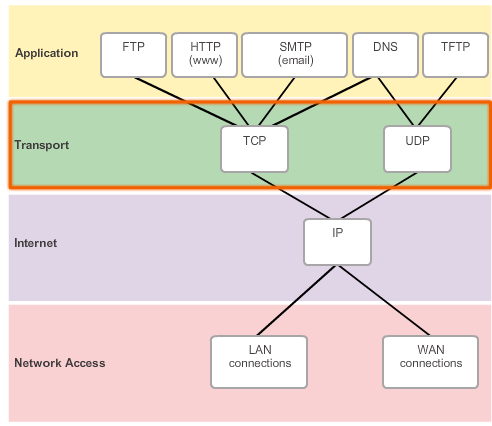 Application
FTP
HTTP
(www)
SMTP
(email)
DNS
TFTP
Transport
TCP
UDP
Internet
IP
Network Access
LAN
connections
WAN
connections